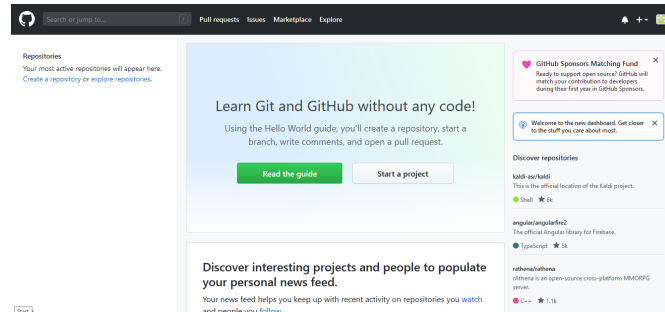 Search or jump to...
Pull requests Issues Marketplace Explore
Repositories
Your most active repositories will appear here.
Create a repository or explore repositories.
Learn Git and GitHub without any code!
Using the Hello World guide, you'll create a repository, start a
branch, write comments, and open a pull request.
Read the guide
Start a project
Discover interesting projects and people to populate
your personal news feed.
Your news feed helps you keep up with recent activity on repositories you watch
and people you follow.
GitHub Sponsors Matching Fund
Ready to support open source? GitHub will
match your contribution to developers
during their first year in GitHub Sponsors.
Welcome to the new dashboard. Get closer
to the stuff you care about most.
Discover repositories
kaldi-asr/kaldi
This is the official location of the Kaldi project.
Shell 6k
angular/angularfire2
The official Angular library for Firebase.
TypeScript 5k
rathena/rathena
rAthena is an open-source cross-platform MMORPG
server.
C++ 1.1k
Start